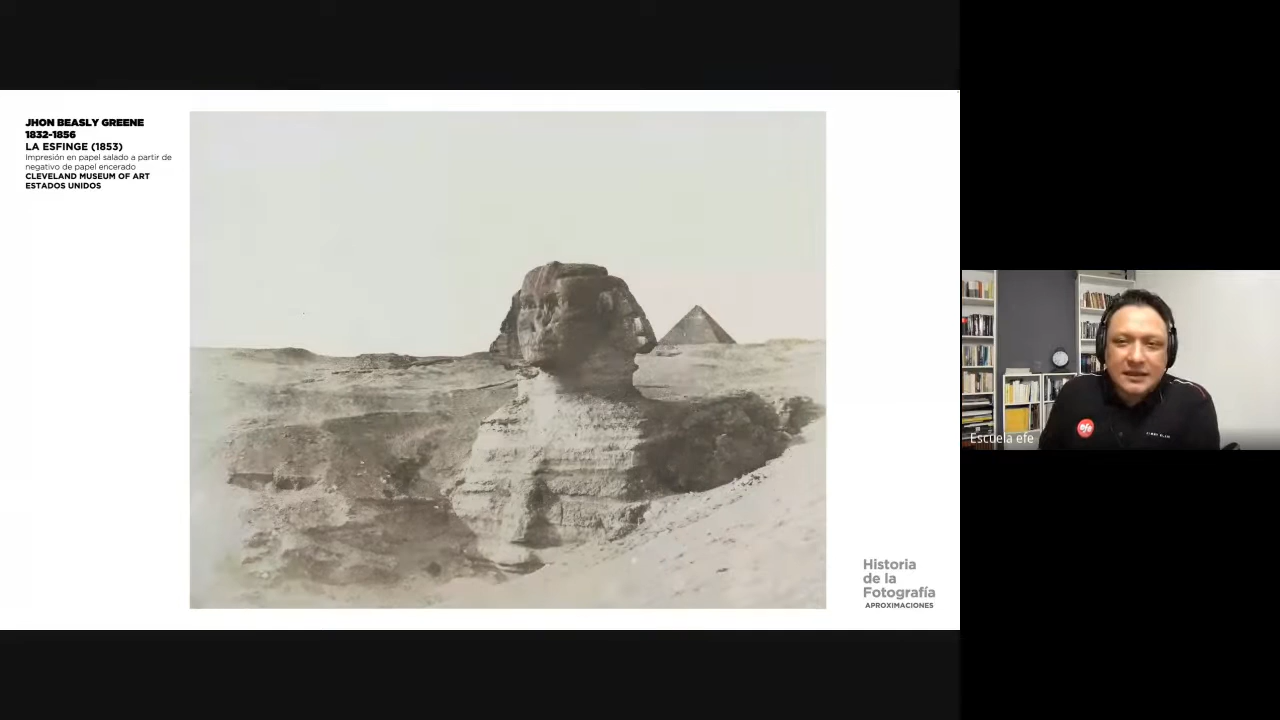 JHON BEASLY GREENE
1832-1856
LA ESFINGE (1853)
Impresión en papel salado a partir de
negativo de papel encerado
CLEVELAND MUSEUM OF ART
ESTADOS UNIDOS
Historia
de la
Fotografía
APROXIMACIONES
efe
Escuela efe